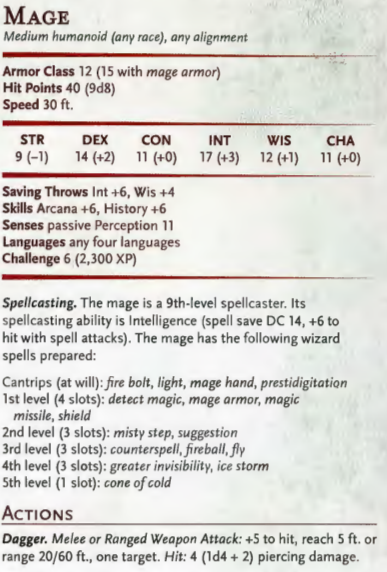 MAGE
Medium humanoid (any race), any alignment
Armor Class 12 (15 with mage armor)
Hit Points 40 (9d8)
Speed 30 ft.
STR DEX CON INT WIS CHA
9 (–1) 14 (+2) 11 (+0) 17 (+3) 12 (+1) 11 (+0)
Saving Throws Int +6, Wis +4
Skills Arcana +6, History +6
Senses passive Perception 11
Languages any four languages
Challenge 6 (2,300 XP)
Spellcasting. The mage is a 9th-level spellcaster. Its
spellcasting ability is Intelligence (spell save DC 14, +6 to
hit with spell attacks). The mage has the following wizard
spells prepared:
Cantrips (at will): fire bolt, light, mage hand, prestidigitation
1st level (4 slots): detect magic, mage armor, magic
missile, shield
2nd level (3 slots): misty step, suggestion
3rd level (3 slots): counterspell, fireball, fly
4th level (3 slots): greater invisibility, ice storm
5th level (1 slot): cone of cold
ACTIONS
Dagger. Melee or Ranged Weapon Attack: +5 to hit, reach 5 ft. or
range 20/60 ft., one target. Hit: 4 (1d4 + 2) piercing damage.